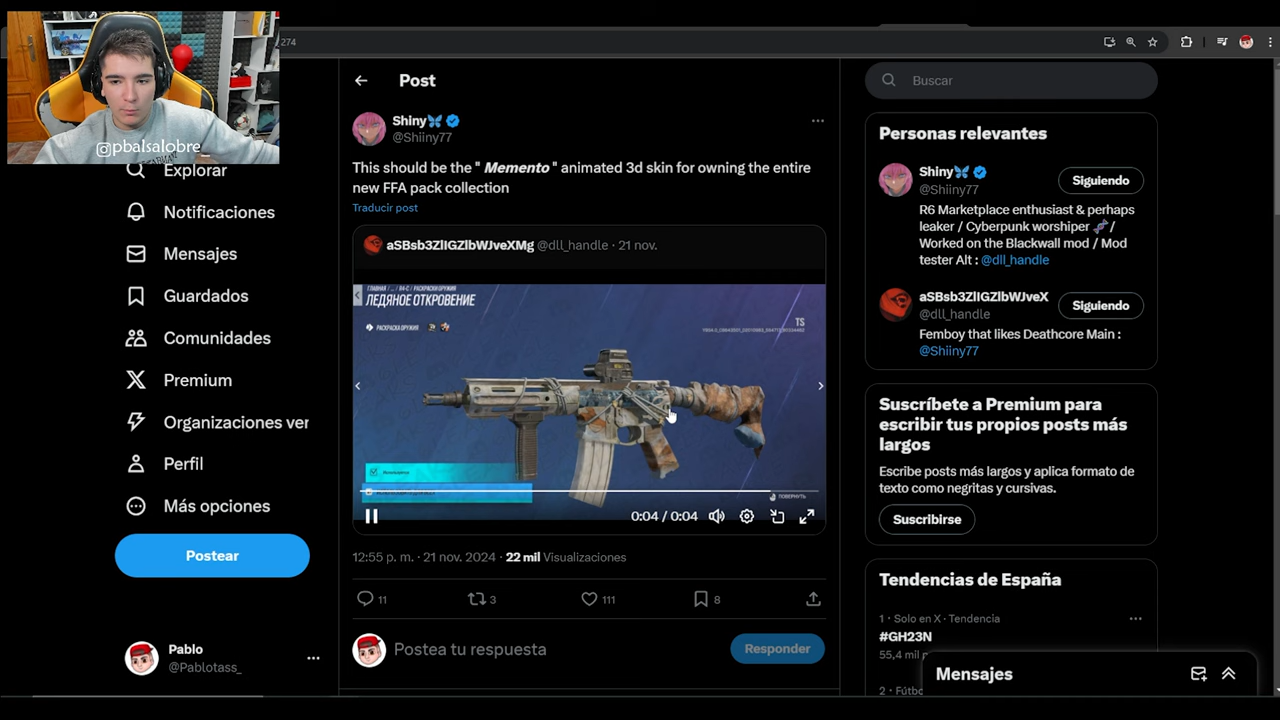 274
pbalsalobre_
Explorar
Notificaciones
Mensajes
Guardados
Comunidades
Premium
Organizaciones ver
Perfil
Más opciones
Postear
Pablo
@Pablotass_
Post
Shiny
@Shiiny77
This should be the " Memento " animated 3d skin for owning the entire
new FFA pack collection
Traducir post
aSBsb3ZlIGZlbWJveXMg @dll_handle · 21 nov.
ГЛАВНАЯ / ... / R4-C / РАСКРАСКИ ОРУЖИЯ
ЛЕДЯНОЕ ОТКРОВЕНИЕ
РАСКРАСКА ОРУЖИЯ
TS
ПОВЕРНУТЬ
0:04 / 0:04
12:55 p. m. · 21 nov. 2024 · 22 mil Visualizaciones
11
3
111
8
Postea tu respuesta
Responder
Buscar
Personas relevantes
Shiny
@Shiiny77
Siguiendo
R6 Marketplace enthusiast & perhaps
leaker / Cyberpunk worshiper /
Worked on the Blackwall mod / Mod
tester Alt : @dll_handle
aSBsb3ZlIGZlbWJveX
@dll_handle
Siguiendo
Femboy that likes Deathcore Main :
@Shiiny77
Suscríbete a Premium para
escribir tus propios posts más
largos
Escribe posts más largos y aplica formato de
texto como negritas y cursivas.
Suscribirse
Tendencias de España
1 · Solo en X · Tendencia
#GH23N
55,4 mil
2 · Fútbo
Mensajes